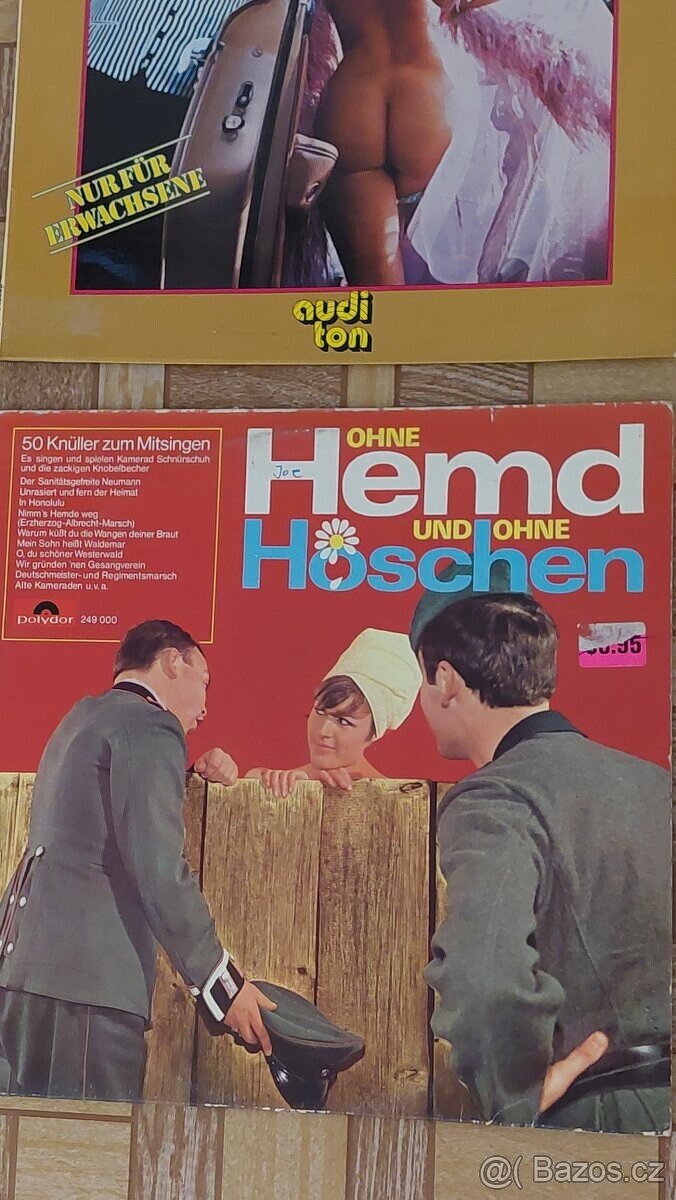 NUR FÜR
ERWACHSENE
audi
ton
50 Knüller zum Mitsingen
Es singen und spielen Kamerad Schnürschuh
und die zackigen Knobelbecher
Der Sanitätsgefreite Neumann
Unrasiert und fern der Heimat
In Honolulu
Nimm's Hemde weg
(Erzherzog-Albrecht-Marsch)
Warum küßt du die Wangen deiner Braut
Mein Sohn heißt Waldemar
O, du schöner Westerwald
Wir gründen 'nen Gesangverein
Deutschmeister- und Regimentsmarsch
Alte Kameraden u.v.a.
Polydor 249 000
OHNE
Joe
Hemd
UND OHNE
Höschen
.95
@( Bazos.cz